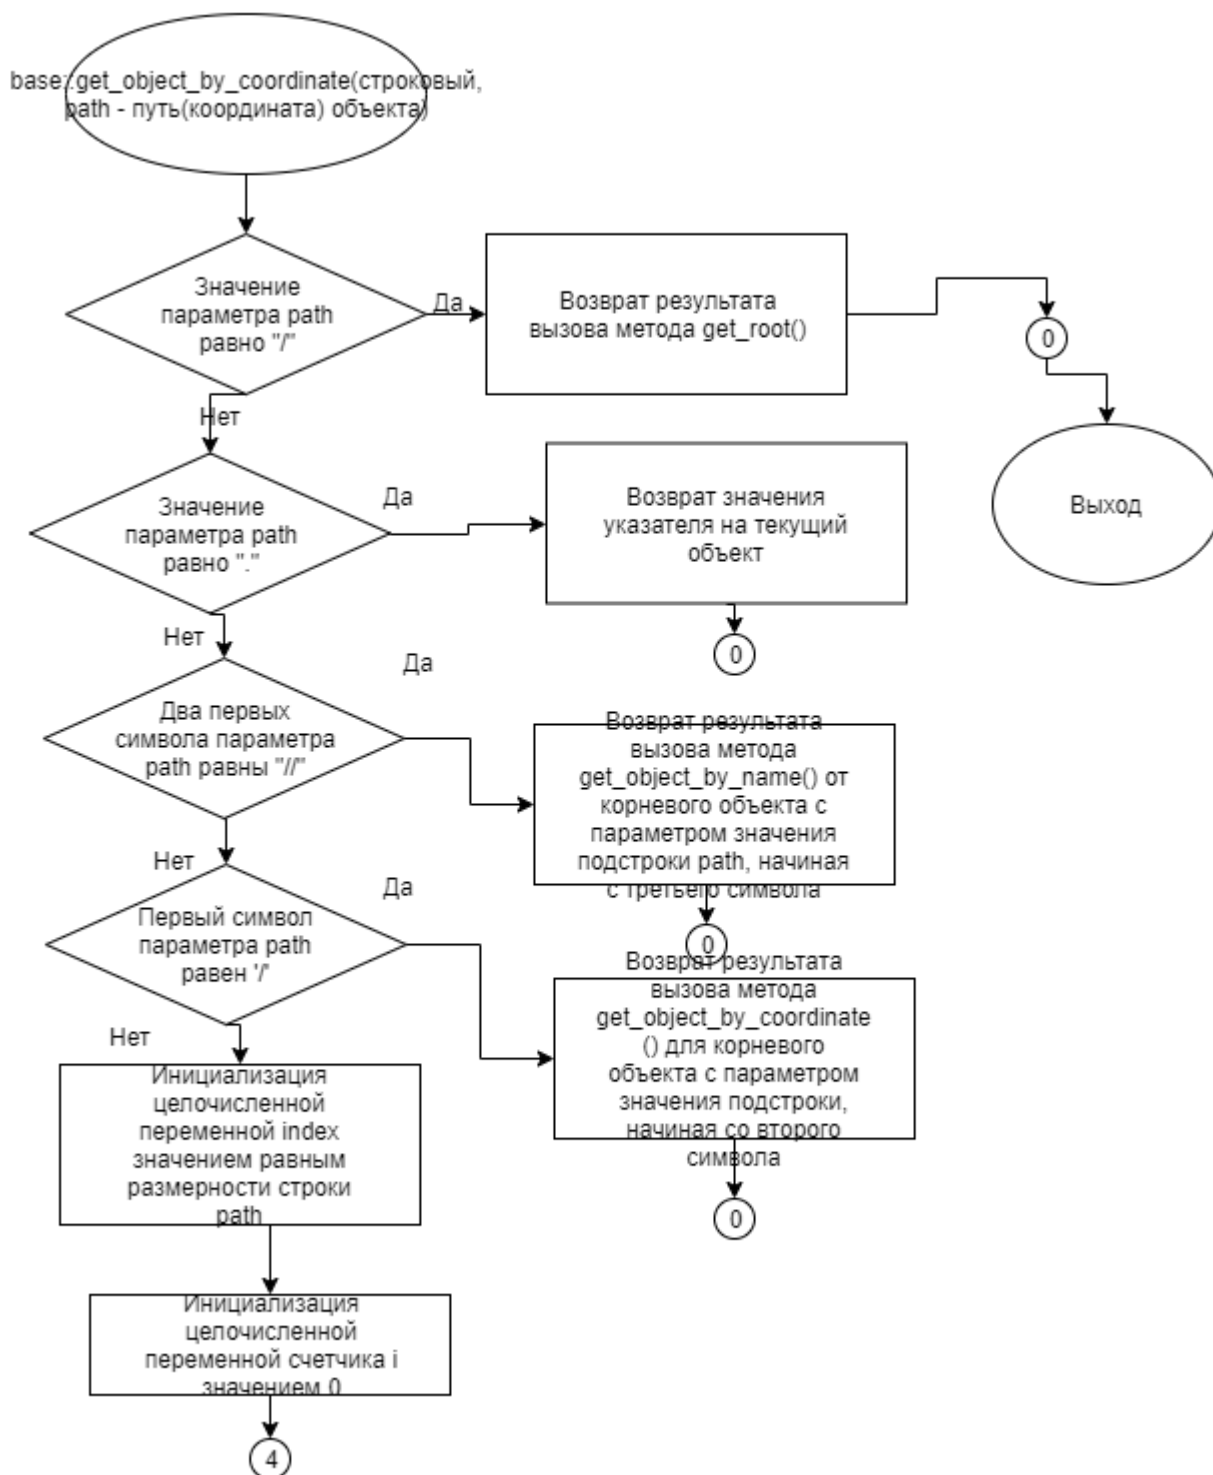 base::get_object_by_coordinate(строковый,
path - путь(координата) объекта)
Значение
параметра path
равно "/"
Да
Возврат результата
вызова метода get_root()
0
Нет
Выход
Значение
параметра path
равно "."
Да
Возврат значения
указателя на текущий
объект
0
Нет
Два первых
символа параметра
path равны "//"
Да
Возврат результата
вызова метода
get_object_by_name() от
корневого объекта с
параметром значения
подстроки path, начиная
с третьего символа
0
Нет
Первый символ
параметра path
равен '/'
Да
Возврат результата
вызова метода
get_object_by_coordinate
() для корневого
объекта с параметром
значения подстроки,
начиная со второго
символа
0
Нет
Инициализация
целочисленной
переменной index
значением равным
размерности строки
path
Инициализация
целочисленной
переменной счетчика i
значением 0
4